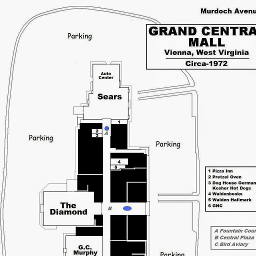 Murdoch Avenu
GRAND CENTRA
MALL
Vienna, West Virginia
Circa-1972
Parking
Auto
Center
Sears
1
2
3
Parking
Parking
4
5
1 Pizza Inn
2 Pretzel Oven
3 Dog House German
Kosher Hot Dogs
4 Waldenbooks
5 Walden Hallmark
6 GNC
The
Diamond
B
A Fountain Cour
B Central Plaza
C Bird Aviary
G.C.
Murphy
Parking